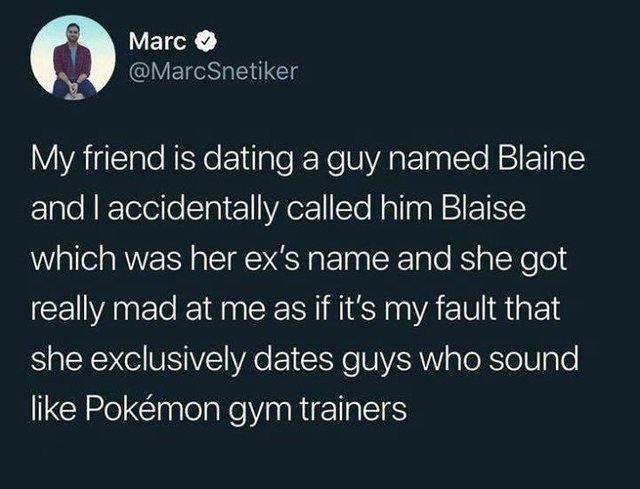 Marc
@MarcSnetiker
My friend is dating a guy named Blaine
and I accidentally called him Blaise
which was her ex's name and she got
really mad at me as if it's my fault that
she exclusively dates guys who sound
like Pokémon gym trainers